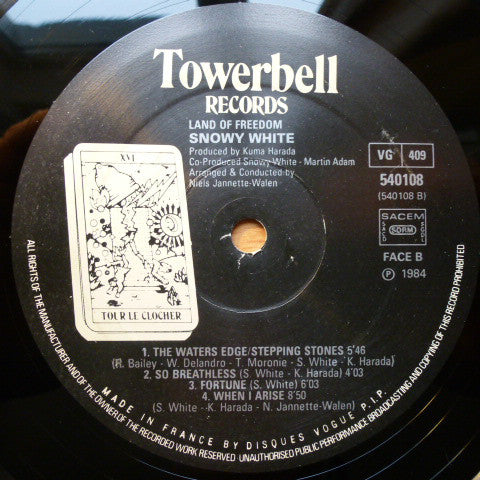 Towerbell
RECORDS
LAND OF FREEDOM
SNOWY WHITE
Produced by Kuma Harada
Co-Produced Snowy White - Martin Adam
Arranged & Conducted by
Niels Jannette-Walen
VG 409
540108
(540108 B)
SACEM
SACD
SDRM
SGDL
FACE B
℗ 1984
XVI
TOUR LE CLOCHER
1. THE WATERS EDGE/STEPPING STONES 5'46
(R. Bailey - W. Delandro - T. Moronie - S. White - K. Harada)
2. SO BREATHLESS (S. White - K. Harada) 4'03
3. FORTUNE (S. White) 6'03
4. WHEN I ARISE 8'50
(S. White - K. Harada - N. Jannette-Walen)
MADE IN FRANCE BY DISQUES VOGUE P.I.P.
ALL RIGHTS OF THE MANUFACTURER AND OF THE OWNER OF THE RECORDED WORK RESERVED UNAUTHORISED PUBLIC PERFORMANCE BROADCASTING AND COPYING OF THIS RECORD PROHIBITED